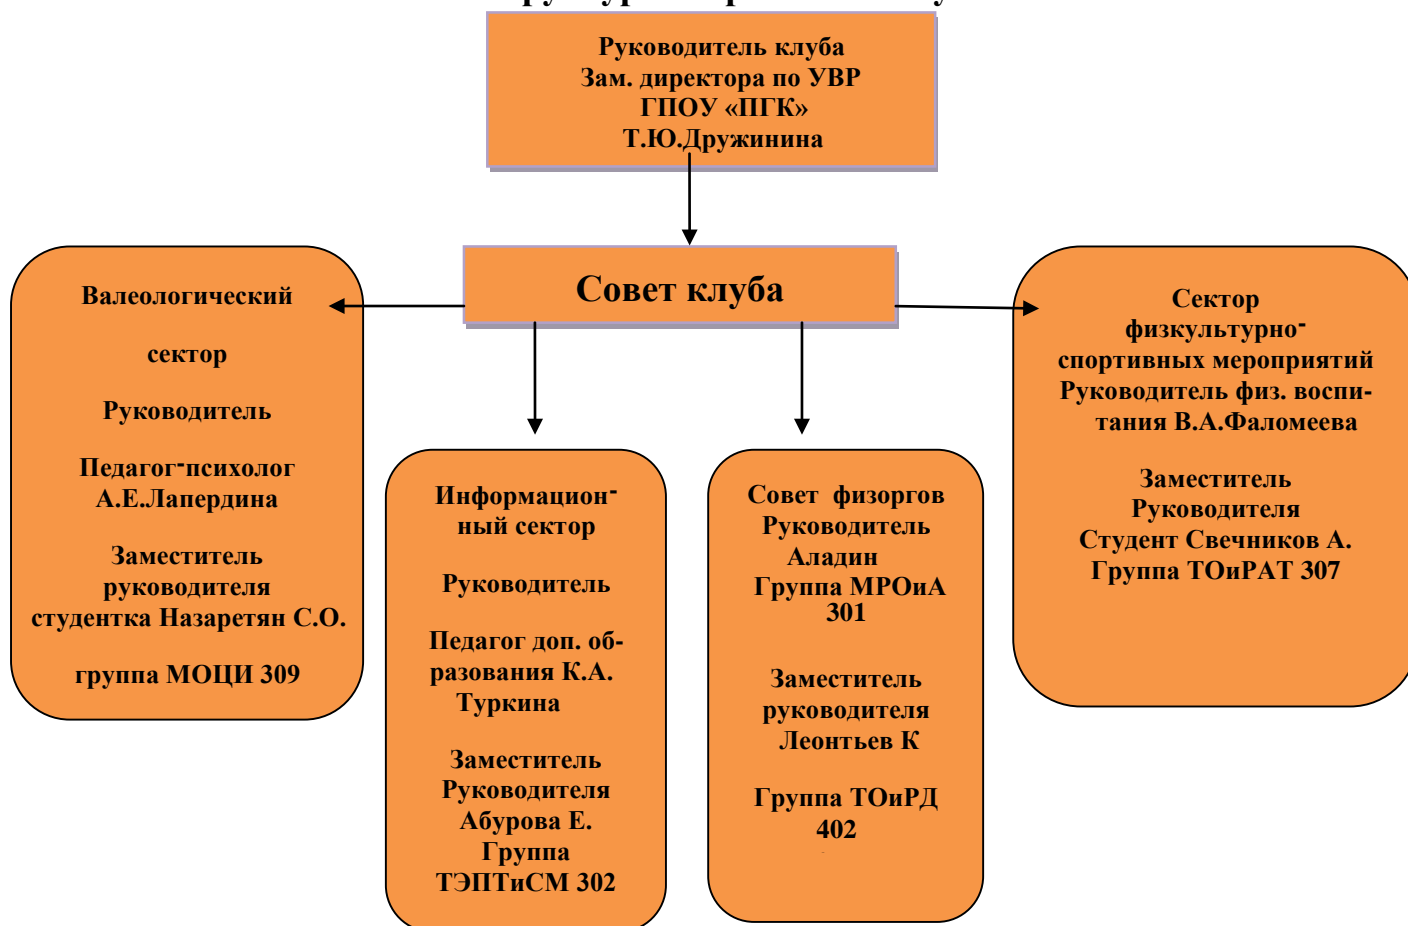 Руководитель клуба
Зам. директора по УВР
ГПОУ «ПГК»
Т.Ю.Дружинина
Совет клуба
Валеологический
сектор
Руководитель
Педагог-психолог
А.Е.Лапердина
Заместитель
руководителя
студентка Назаретян С.О.
группа МОЦИ 309
Информацион-
ный сектор
Руководитель
Педагог доп. об-
разования К.А.
Туркина
Заместитель
Руководителя
Абурова Е.
Группа
ТЭПТиСМ 302
Совет физоргов
Руководитель
Аладин
Группа МРОиА
301
Заместитель
руководителя
Леонтьев К
Группа ТОиРД
402
Сектор
физкультурно-
спортивных мероприятий
Руководитель физ. воспи-
тания В.А.Фаломеева
Заместитель
Руководителя
Студент Свечников А.
Группа ТОиРАТ 307